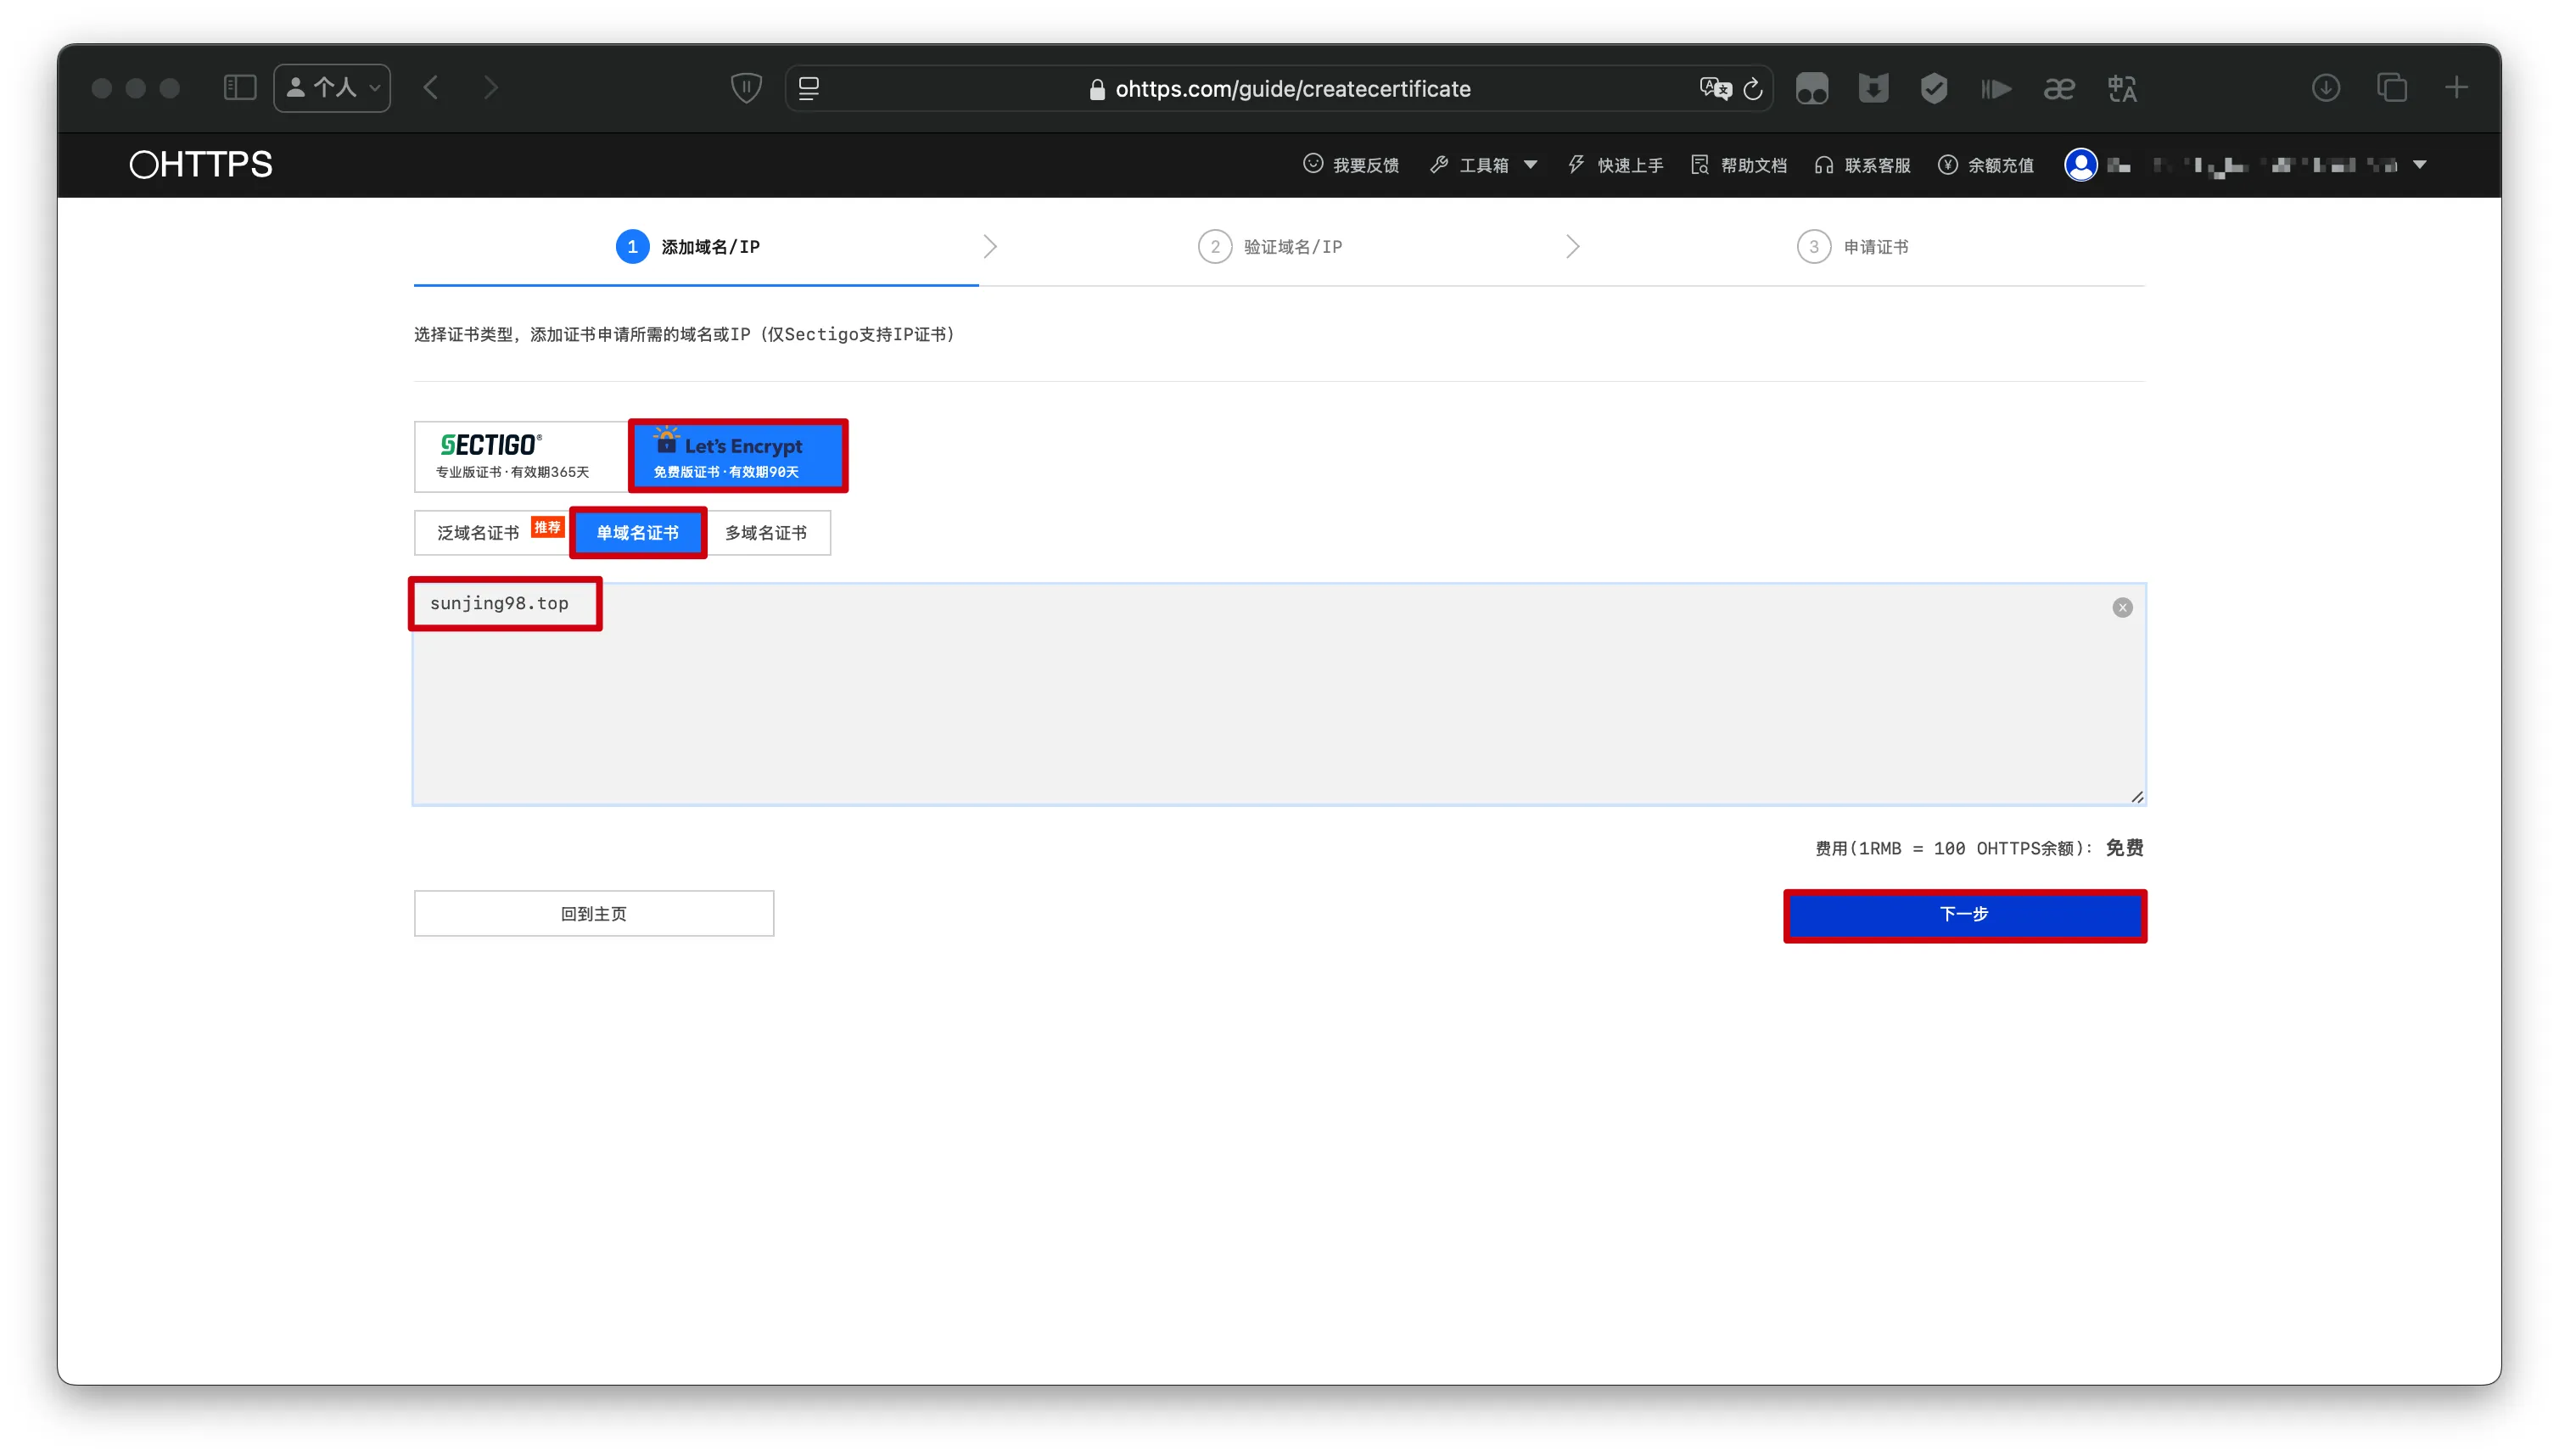 个人
ohttps.com/guide/createcertificate
OHTTPS
我要反馈 工具箱 快速上手 帮助文档 联系客服 余额充值
1 添加域名/IP 2 验证域名/IP 3 申请证书
选择证书类型，添加证书申请所需的域名或IP（仅Sectigo支持IP证书）
SECTIGO®
专业版证书·有效期365天
Let's Encrypt
免费版证书·有效期90天
泛域名证书 推荐 单域名证书 多域名证书
sunjing98.top
费用(1RMB = 100 OHTTPS余额): 免费
回到主页 下一步